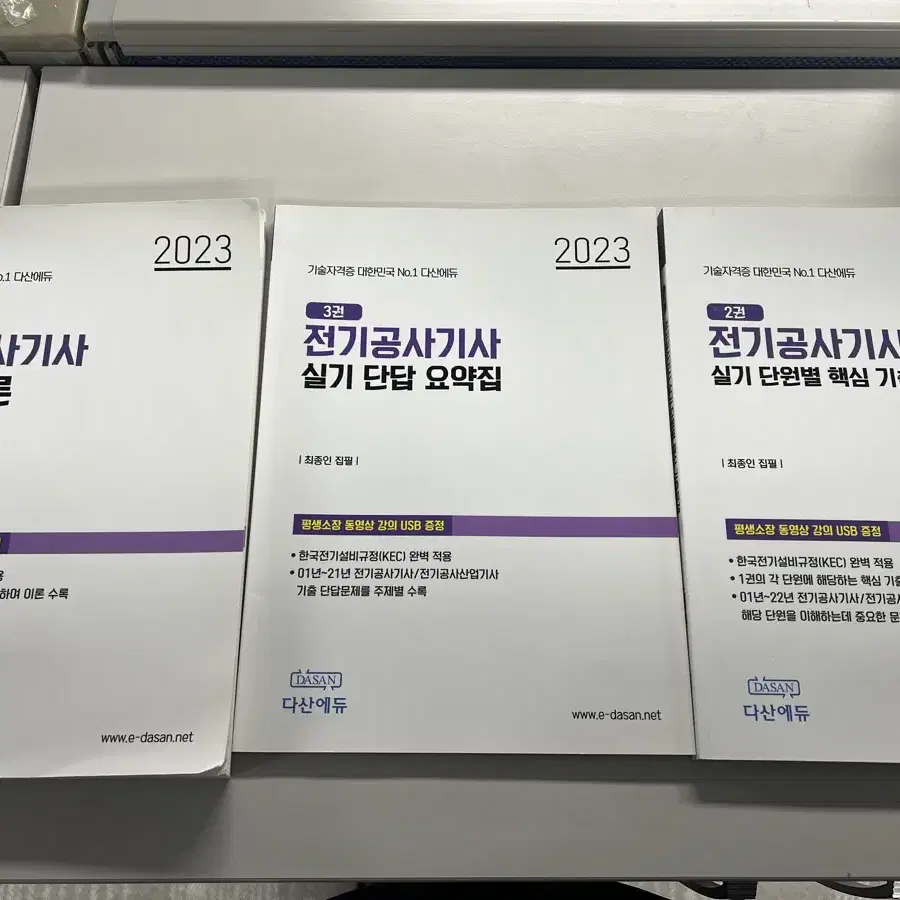 2023
o.1 다산에듀
사기사
론
하여 이론 수록
www.e-dasan.net
2023
기술자격증 대한민국 No.1 다산에듀
3권
전기공사기사
실기 단답 요약집
| 최종인 집필 |
평생소장 동영상 강의 USB 증정
• 한국전기설비규정(KEC) 완벽 적용
• 01년~21년 전기공사기사/전기공사산업기사
기출 단답문제를 주제별 수록
DASAN
다산에듀
www.e-dasan.net
기술자격증 대한민국 No.1 다산에듀
2권
전기공사기사
실기 단원별 핵심 기출
| 최종인 집필 |
평생소장 동영상 강의 USB 증정
• 한국전기설비규정(KEC) 완벽 적용
• 1권의 각 단원에 해당하는 핵심 기출
• 01년~22년 전기공사기사/전기공사
해당 단원을 이해하는데 중요한 문
DASAN
다산에듀